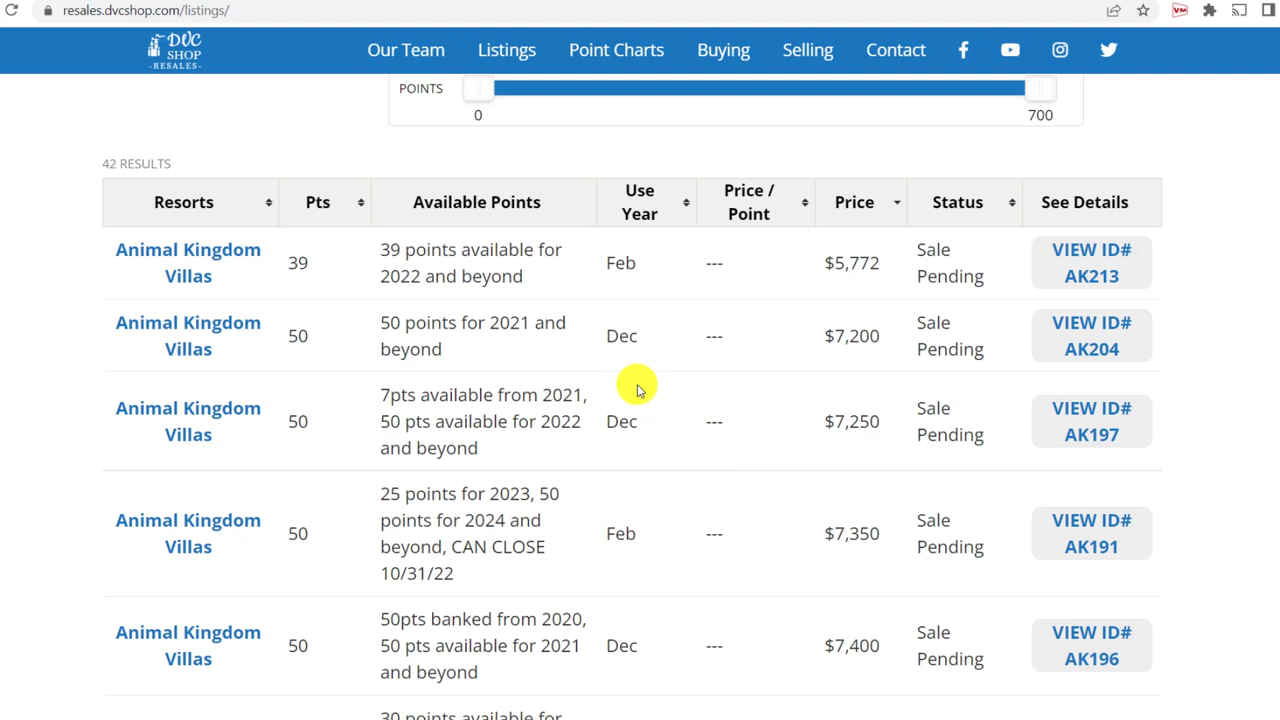 resales.dvcshop.com/listings/
VM
DVC
SHOP
-RESALES-
Our Team Listings Point Charts Buying Selling Contact
POINTS
0 700
42 RESULTS
Resorts Pts Available Points Use Year Price / Point Price Status See Details
Animal Kingdom Villas 39 39 points available for 2022 and beyond Feb --- $5,772 Sale Pending VIEW ID# AK213
Animal Kingdom Villas 50 50 points for 2021 and beyond Dec --- $7,200 Sale Pending VIEW ID# AK204
Animal Kingdom Villas 50 7pts available from 2021, 50 pts available for 2022 and beyond Dec --- $7,250 Sale Pending VIEW ID# AK197
Animal Kingdom Villas 50 25 points for 2023, 50 points for 2024 and beyond, CAN CLOSE 10/31/22 Feb --- $7,350 Sale Pending VIEW ID# AK191
Animal Kingdom Villas 50 50pts banked from 2020, 50 pts available for 2021 and beyond Dec --- $7,400 Sale Pending VIEW ID# AK196
30 points available for